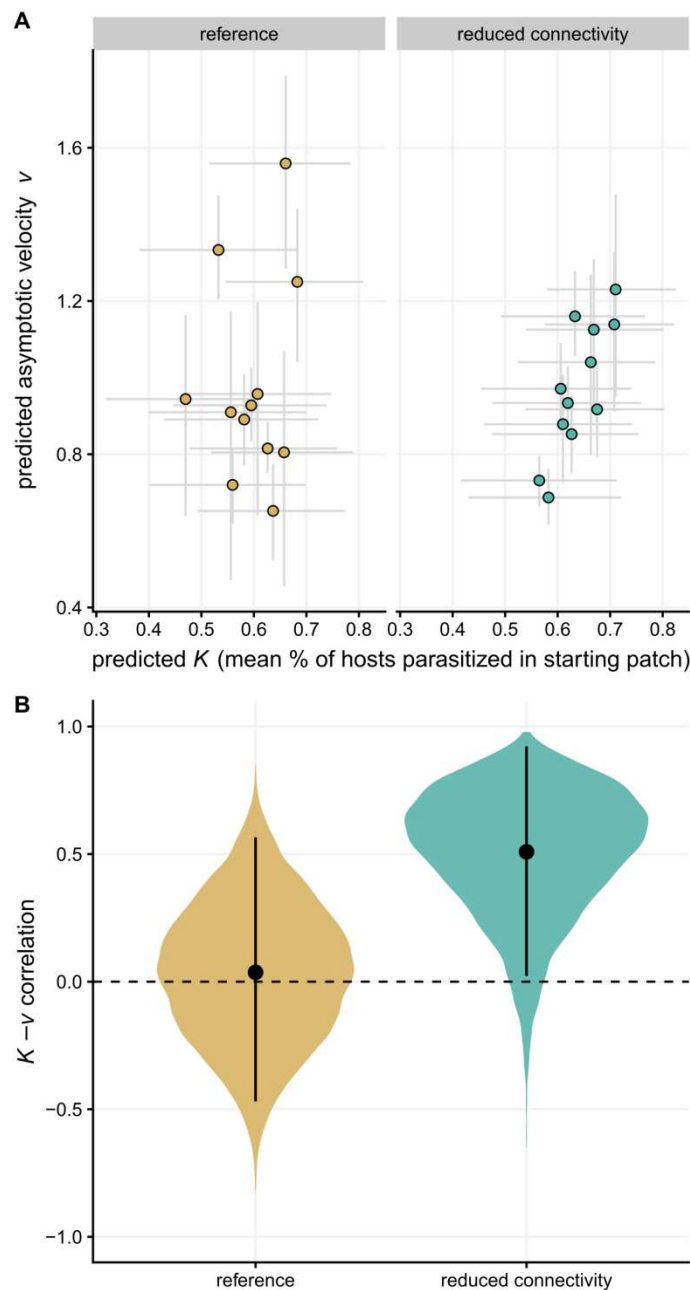 A
reference
reduced connectivity
predicted asymptotic velocity v
1.6
1.2
0.8
0.4
0.3 0.4 0.5 0.6 0.7 0.8 0.3 0.4 0.5 0.6 0.7 0.8
predicted K (mean % of hosts parasitized in starting patch)
B
K −v correlation
1.0
0.5
0.0
−0.5
−1.0
reference
reduced connectivity